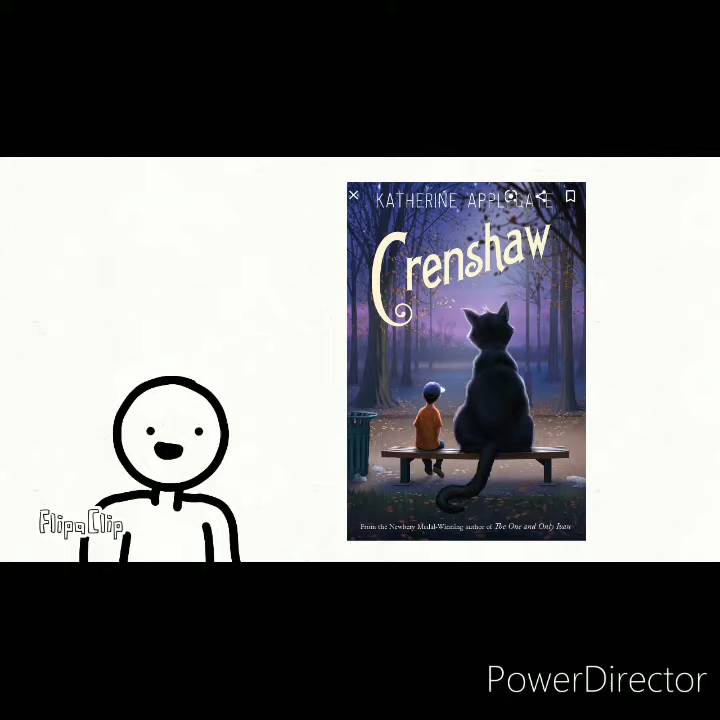 KATHERINE APPLEGATE
Crenshaw
From the Newbery Medal-Winning author of The One and Only Ivan
FlipaClip
PowerDirector